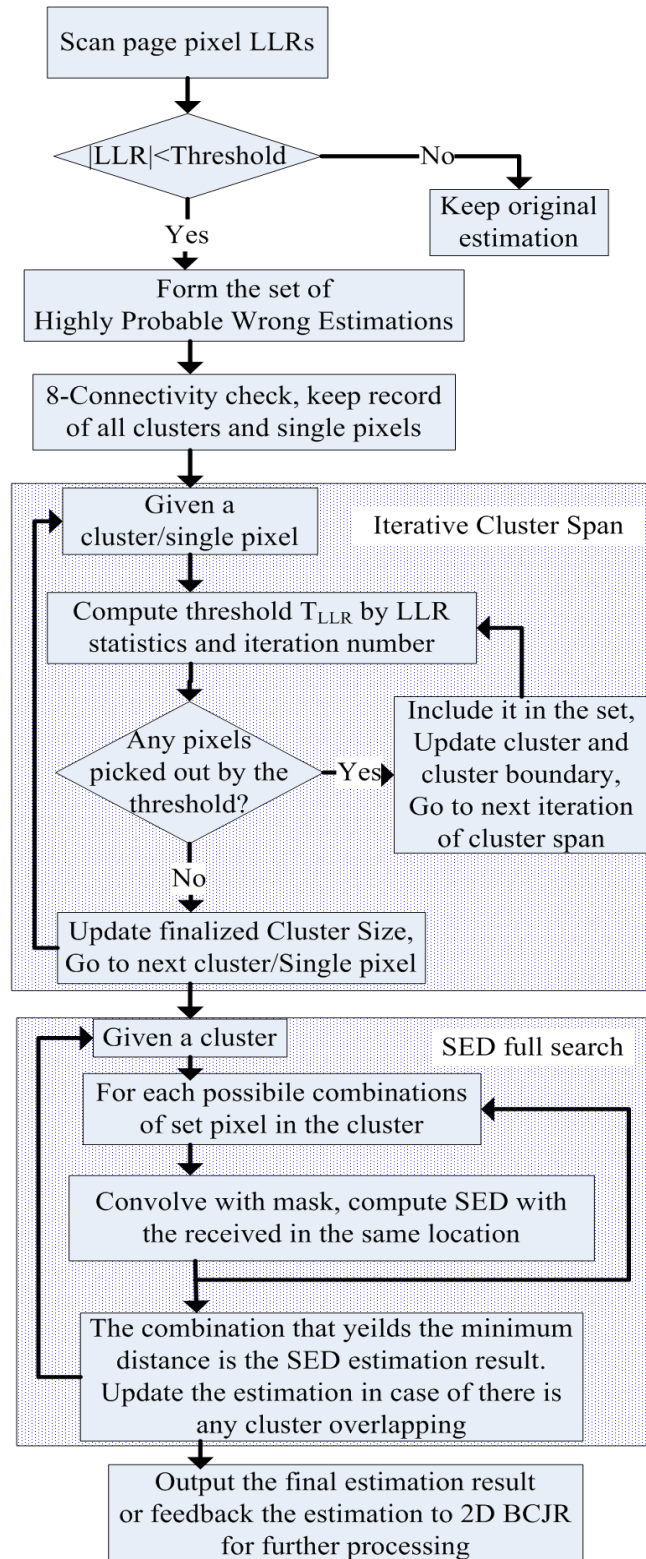 Scan page pixel LLRs
|LLR|<Threshold
No
Keep original
estimation
Yes
Form the set of
Highly Probable Wrong Estimations
8-Connectivity check, keep record
of all clusters and single pixels
Given a
cluster/single pixel
Iterative Cluster Span
Compute threshold TLLR by LLR
statistics and iteration number
Any pixels
picked out by the
threshold?
Yes
Include it in the set,
Update cluster and
cluster boundary,
Go to next iteration
of cluster span
No
Update finalized Cluster Size,
Go to next cluster/Single pixel
Given a cluster
SED full search
For each possibile combinations
of set pixel in the cluster
Convolve with mask, compute SED with
the received in the same location
The combination that yeilds the minimum
distance is the SED estimation result.
Update the estimation in case of there is
any cluster overlapping
Output the final estimation result
or feedback the estimation to 2D BCJR
for further processing